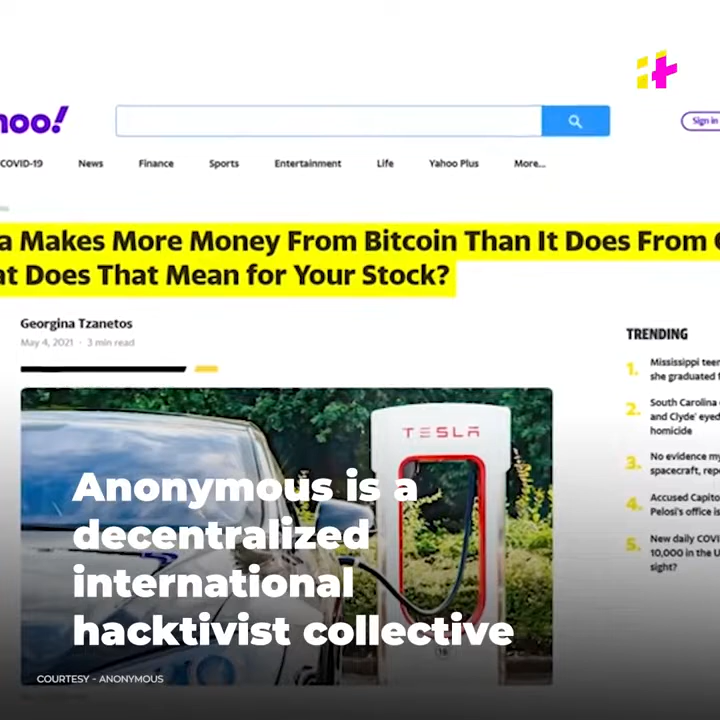 hoo!
Sign in
COVID-19 News Finance Sports Entertainment Life Yahoo Plus More...
a Makes More Money From Bitcoin Than It Does From
at Does That Mean for Your Stock?
Georgina Tzanetos
May 4, 2021 · 3 min read
TRENDING
1. Mississippi teen
she graduated
2. South Carolina
and Clyde' eyed
homicide
3. No evidence my
spacecraft, repo
4. Accused Capito
Pelosi's office is
5. New daily COVI
10,000 in the U
sight?
TESLA
Anonymous is a
decentralized
international
hacktivist collective
COURTESY - ANONYMOUS